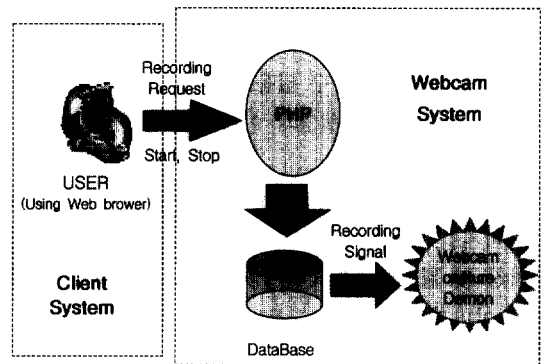 Recording
Request
Start, Stop
USER
(Using Web brower)
Client
System
PHP
Webcam
System
Recording
Signal
DataBase
Webcam
capture
Demon